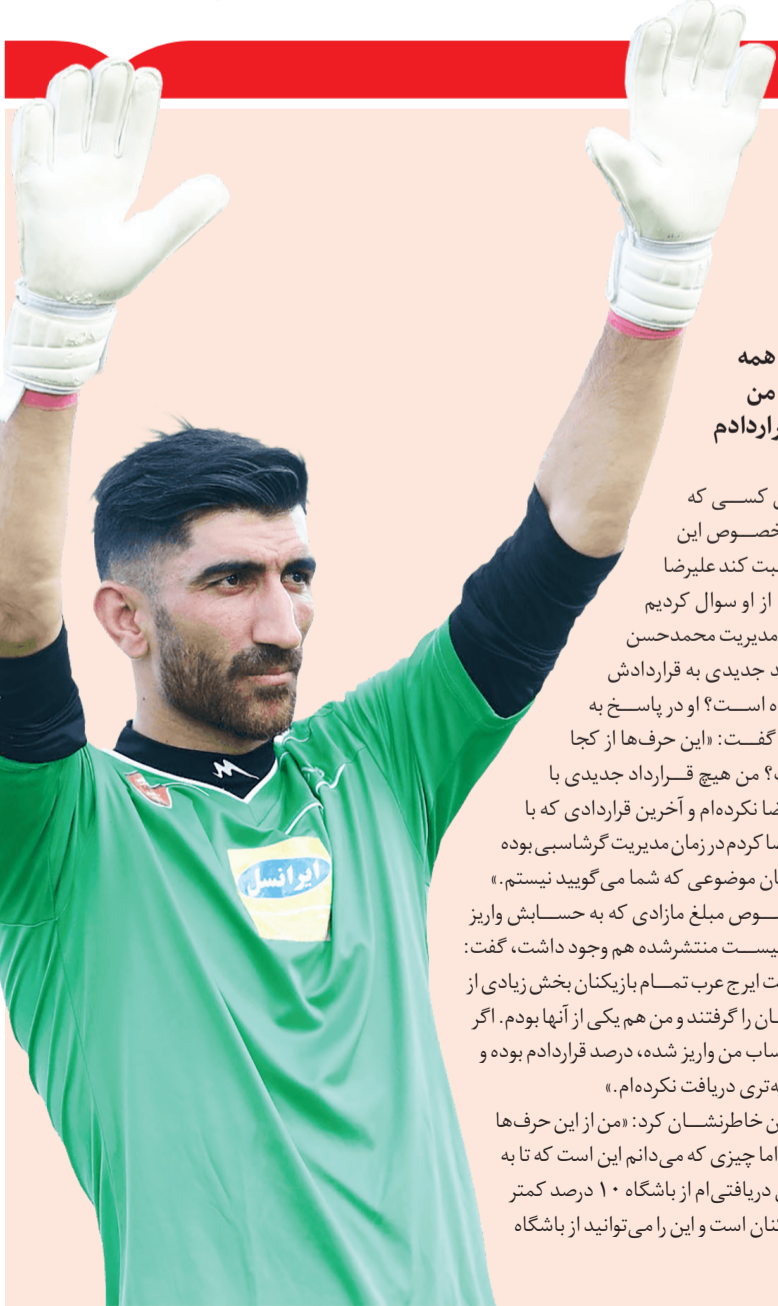 همه
من
راردادم
کسی که
خصوص این
بت کند علیرضا
از او سوال کردیم
مدیریت محمدحسن
د جدیدی به قراردادش
ه است؟ او در پاسخ به
گفت: «این حرف‌ها از کجا
؟ من هیچ قرارداد جدیدی با
ضا نکرده‌ام و آخرین قراردادی که با
ضا کردم در زمان مدیریت گرشاسبی بوده
ان موضوعی که شما می‌گویید نیستم.»
وص مبلغ مازادی که به حسابش واریز
یست منتشرشده هم وجود داشت، گفت:
ت ایرج عرب تمام بازیکنان بخش زیادی از
ان را گرفتند و من هم یکی از آنها بودم. اگر
ساب من واریز شده، درصد قراردادم بوده و
ه‌تری دریافت نکرده‌ام.»
ن خاطرنشان کرد: «من از این حرف‌ها
اما چیزی که می‌دانم این است که تا به
دریافتی‌ام از باشگاه ۱۰ درصد کمتر
کنان است و این را می‌توانید از باشگاه
ایرانسل